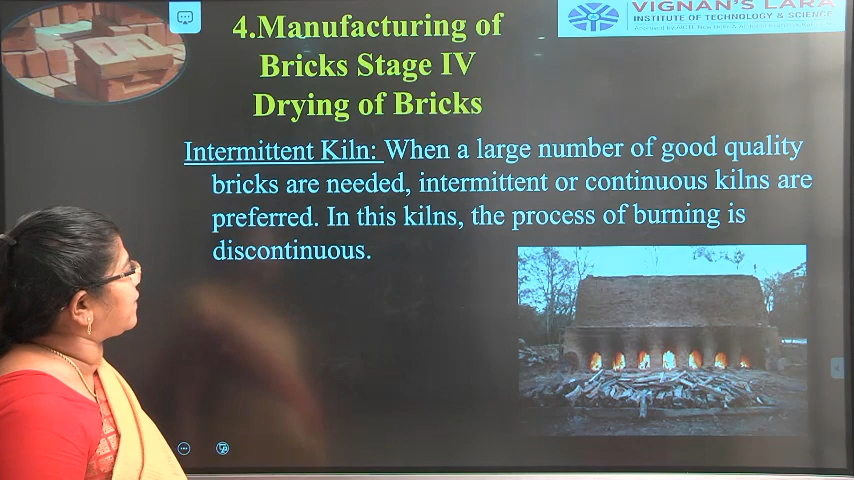 4.Manufacturing of
Bricks Stage IV
Drying of Bricks
VIGNAN'S LARA
INSTITUTE OF TECHNOLOGY & SCIENCE
Intermittent Kiln: When a large number of good quality
bricks are needed, intermittent or continuous kilns are
preferred. In this kilns, the process of burning is
discontinuous.